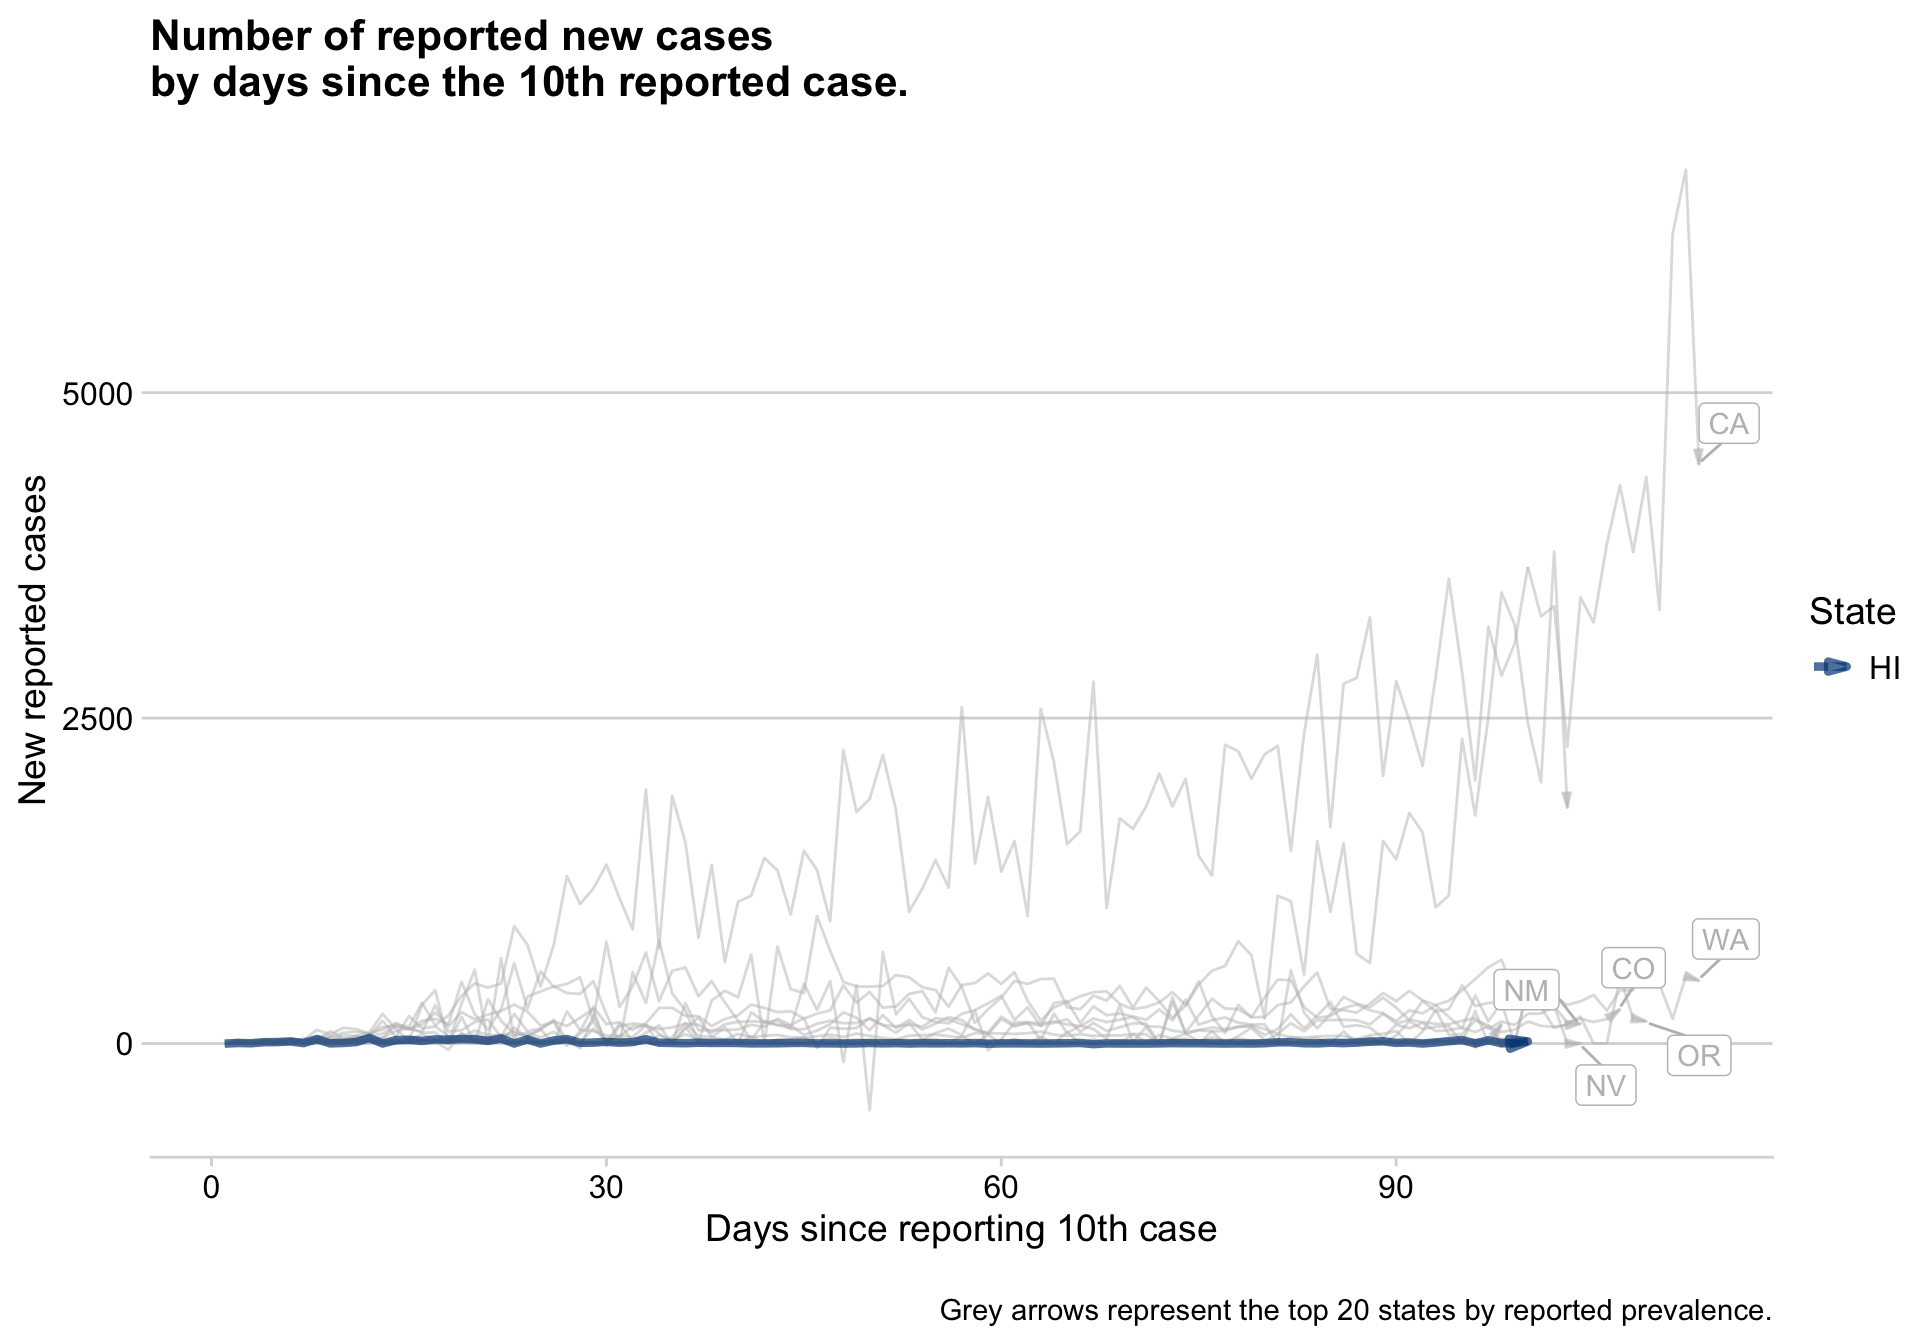 Number of reported new cases
by days since the 10th reported case.
New reported cases
5000
2500
0
CA
WA
CO
NM
OR
NV
State
HI
0
30
60
90
Days since reporting 10th case
Grey arrows represent the top 20 states by reported prevalence.